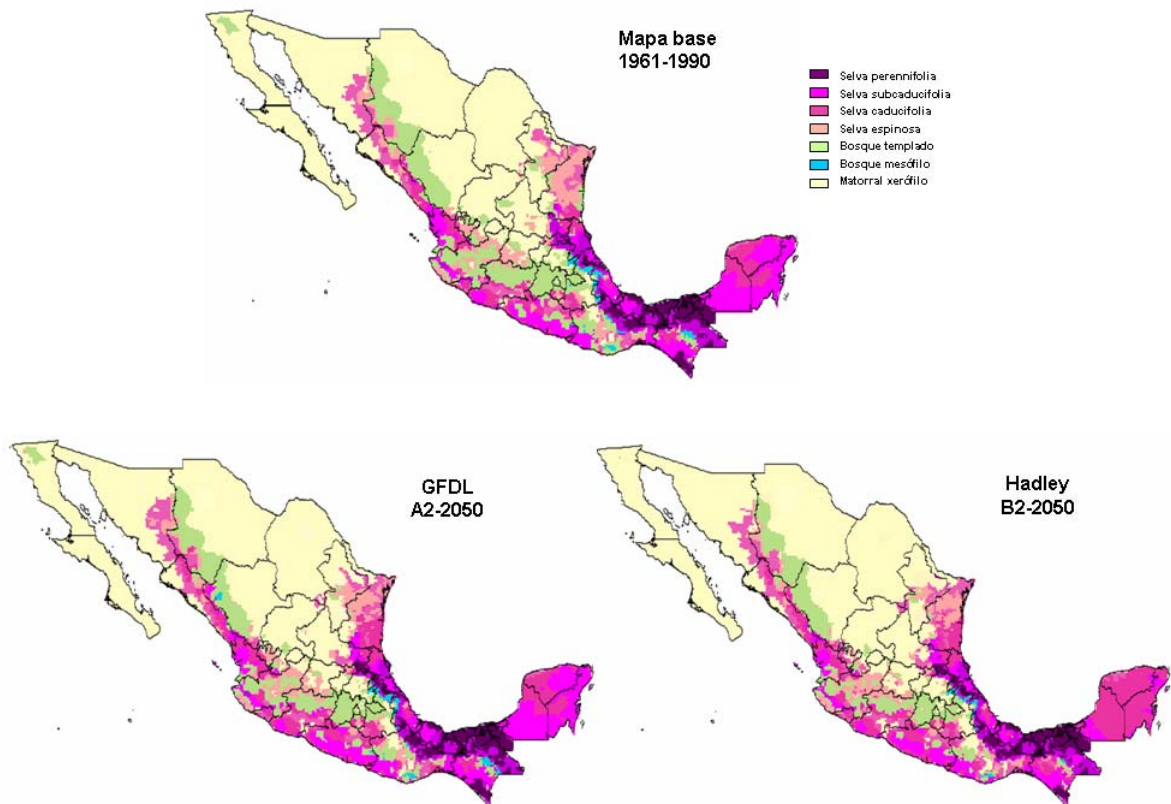 Mapa base
1961-1990
Selva perennifolia
Selva subcaducifolia
Selva caducifolia
Selva espinosa
Bosque templado
Bosque mesófilo
Matorral xerófilo
GFDL
A2-2050
Hadley
B2-2050